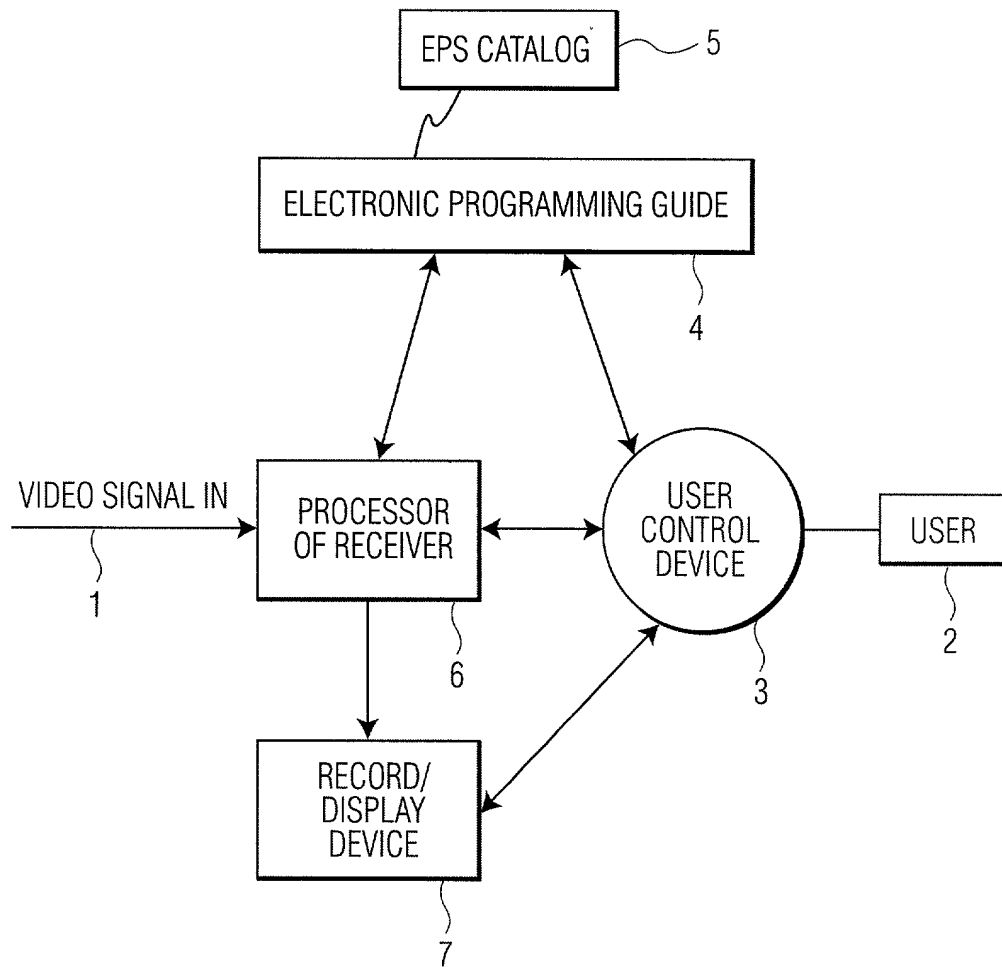 EPS CATALOG
5
ELECTRONIC PROGRAMMING GUIDE
4
VIDEO SIGNAL IN
1
PROCESSOR
OF RECEIVER
6
USER
CONTROL
DEVICE
3
USER
2
RECORD/
DISPLAY
DEVICE
7